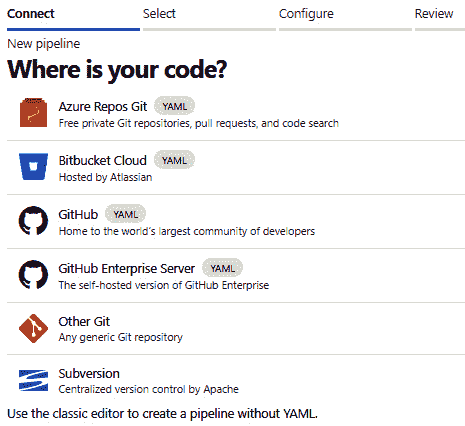 Connect Select Configure Review
New pipeline
Where is your code?
Azure Repos Git YAML
Free private Git repositories, pull requests, and code search
Bitbucket Cloud YAML
Hosted by Atlassian
GitHub YAML
Home to the world's largest community of developers
GitHub Enterprise Server YAML
The self-hosted version of GitHub Enterprise
Other Git
Any generic Git repository
Subversion
Centralized version control by Apache
Use the classic editor to create a pipeline without YAML.